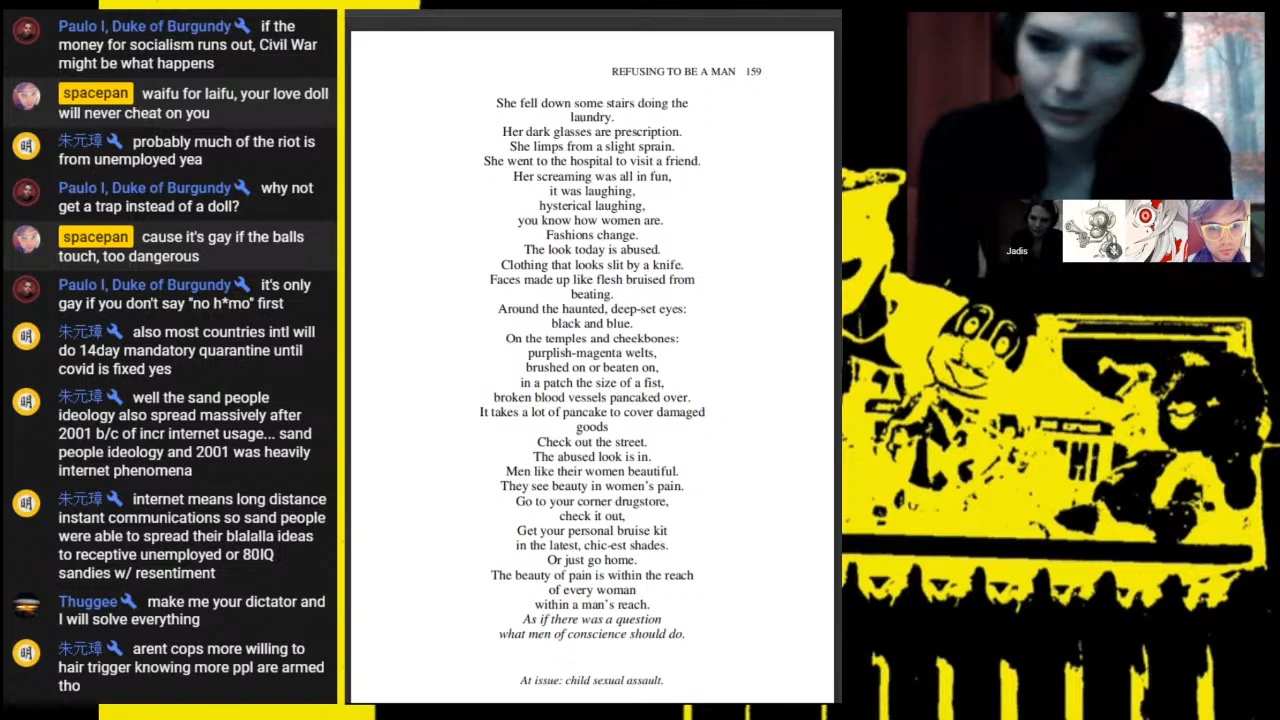 Paulo I, Duke of Burgundy if the
money for socialism runs out, Civil War
might be what happens
spacepan waifu for laifu, your love doll
will never cheat on you
朱元璋 probably much of the riot is
from unemployed yea
Paulo I, Duke of Burgundy why not
get a trap instead of a doll?
spacepan cause it's gay if the balls
touch, too dangerous
Paulo I, Duke of Burgundy it's only
gay if you don't say "no h*mo" first
朱元璋 also most countries intl will
do 14day mandatory quarantine until
covid is fixed yes
朱元璋 well the sand people
ideology also spread massively after
2001 b/c of incr internet usage... sand
people ideology and 2001 was heavily
internet phenomena
朱元璋 internet means long distance
instant communications so sand people
were able to spread their blalalla ideas
to receptive unemployed or 80IQ
sandies w/ resentiment
Thuggee make me your dictator and
I will solve everything
朱元璋 arent cops more willing to
hair trigger knowing more ppl are armed
tho
明
明
明
明
明
REFUSING TO BE A MAN 159
She fell down some stairs doing the
laundry.
Her dark glasses are prescription.
She limps from a slight sprain.
She went to the hospital to visit a friend.
Her screaming was all in fun,
it was laughing,
hysterical laughing,
you know how women are.
Fashions change.
The look today is abused.
Clothing that looks slit by a knife.
Faces made up like flesh bruised from
beating.
Around the haunted, deep-set eyes:
black and blue.
On the temples and cheekbones:
purplish-magenta welts,
brushed on or beaten on,
in a patch the size of a fist,
broken blood vessels pancaked over.
It takes a lot of pancake to cover damaged
goods
Check out the street.
The abused look is in.
Men like their women beautiful.
They see beauty in women's pain.
Go to your corner drugstore,
check it out,
Get your personal bruise kit
in the latest, chic-est shades.
Or just go home.
The beauty of pain is within the reach
of every woman
within a man's reach.
As if there was a question
what men of conscience should do.
At issue: child sexual assault.
Jadis